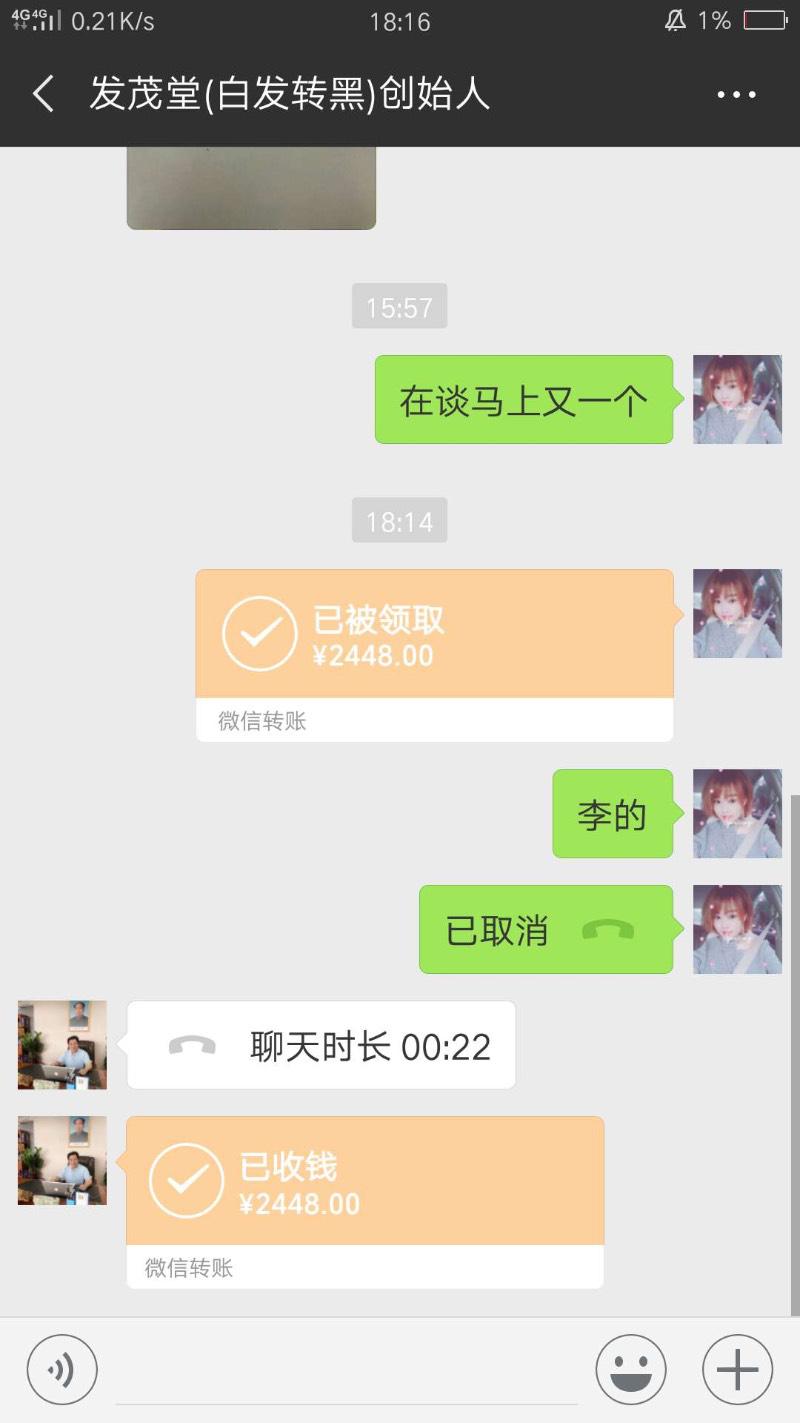 4G 4G 0.21K/s 18:16 1%
发茂堂(白发转黑)创始人
15:57
在谈马上又一个
18:14
已被领取
¥2448.00
微信转账
李的
已取消
聊天时长 00:22
已收钱
¥2448.00
微信转账